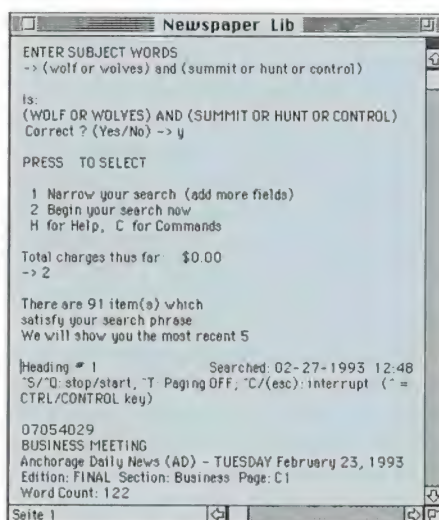 Newspaper Lib
ENTER SUBJECT WORDS
-> (wolf or wolves) and (summit or hunt or control)
Is:
(WOLF OR WOLVES) AND (SUMMIT OR HUNT OR CONTROL)
Correct ? (Yes/No) -> y
PRESS TO SELECT
1 Narrow your search (add more fields)
2 Begin your search now
H for Help, C for Commands
Total charges thus far $0.00
-> 2
There are 91 item(s) which
satisfy your search phrase
We will show you the most recent 5
Heading # 1 Searched: 02-27-1993 12:48
^S/^Q: stop/start, ^T Paging OFF, ^C/(esc): interrupt (^ =
CTRL/CONTROL key)
07054029
BUSINESS MEETING
Anchorage Daily News (AD) - TUESDAY February 23, 1993
Edition: FINAL Section: Business Page: C1
Word Count: 122
Seite 1